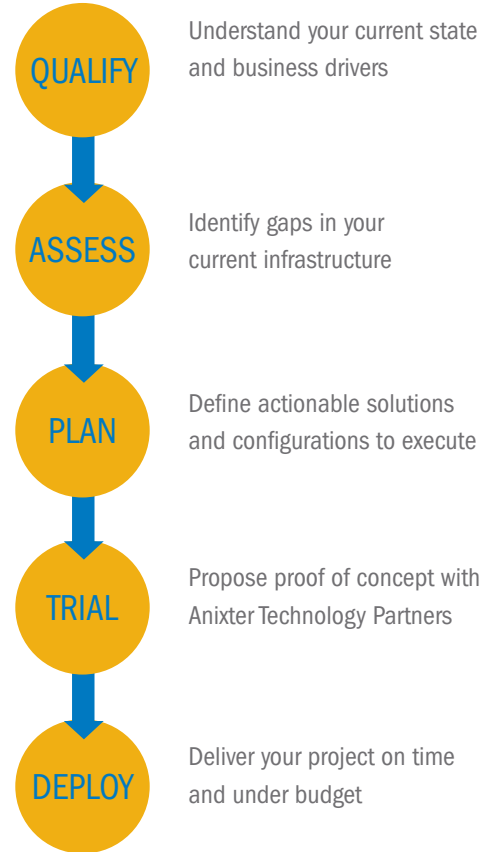 QUALIFY
Understand your current state
and business drivers
ASSESS
Identify gaps in your
current infrastructure
PLAN
Define actionable solutions
and configurations to execute
TRIAL
Propose proof of concept with
Anixter Technology Partners
DEPLOY
Deliver your project on time
and under budget